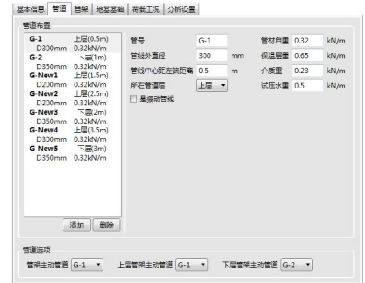 基本信息 管道 管架 地基基础 荷载工况 分析设置
管道布置
G-1 上层(0.5m)
D300mm 0.32kN/m
G-2 下层(1m)
D350mm 0.32kN/m
G-New1 上层(1.5m)
D200mm 0.32kN/m
G-New2 上层(2.5m)
D200mm 0.32kN/m
G-New3 下层(2m)
D350mm 0.32kN/m
G-New4 上层(3.5m)
D300mm 0.32kN/m
G-New5 下层(3m)
D350mm 0.32kN/m
添加 删除
管号 G-1 管材自重 0.32 kN/m
管线外直径 300 mm 保温层重 0.65 kN/m
管线中心距左端距离 0.5 m 介质重 0.23 kN/m
所在管道层 上层 试压水重 0.5 kN/m
是振动管线
管道选项
管架主动管道 G-1 上层管架主动管道 G-1 下层管架主动管道 G-2